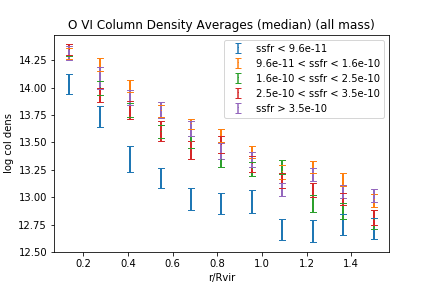 O VI Column Density Averages (median) (all mass)
log col dens
14.25
14.00
13.75
13.50
13.25
13.00
12.75
12.50
ssfr < 9.6e-11
9.6e-11 < ssfr < 1.6e-10
1.6e-10 < ssfr < 2.5e-10
2.5e-10 < ssfr < 3.5e-10
ssfr > 3.5e-10
0.2 0.4 0.6 0.8 1.0 1.2 1.4
r/Rvir